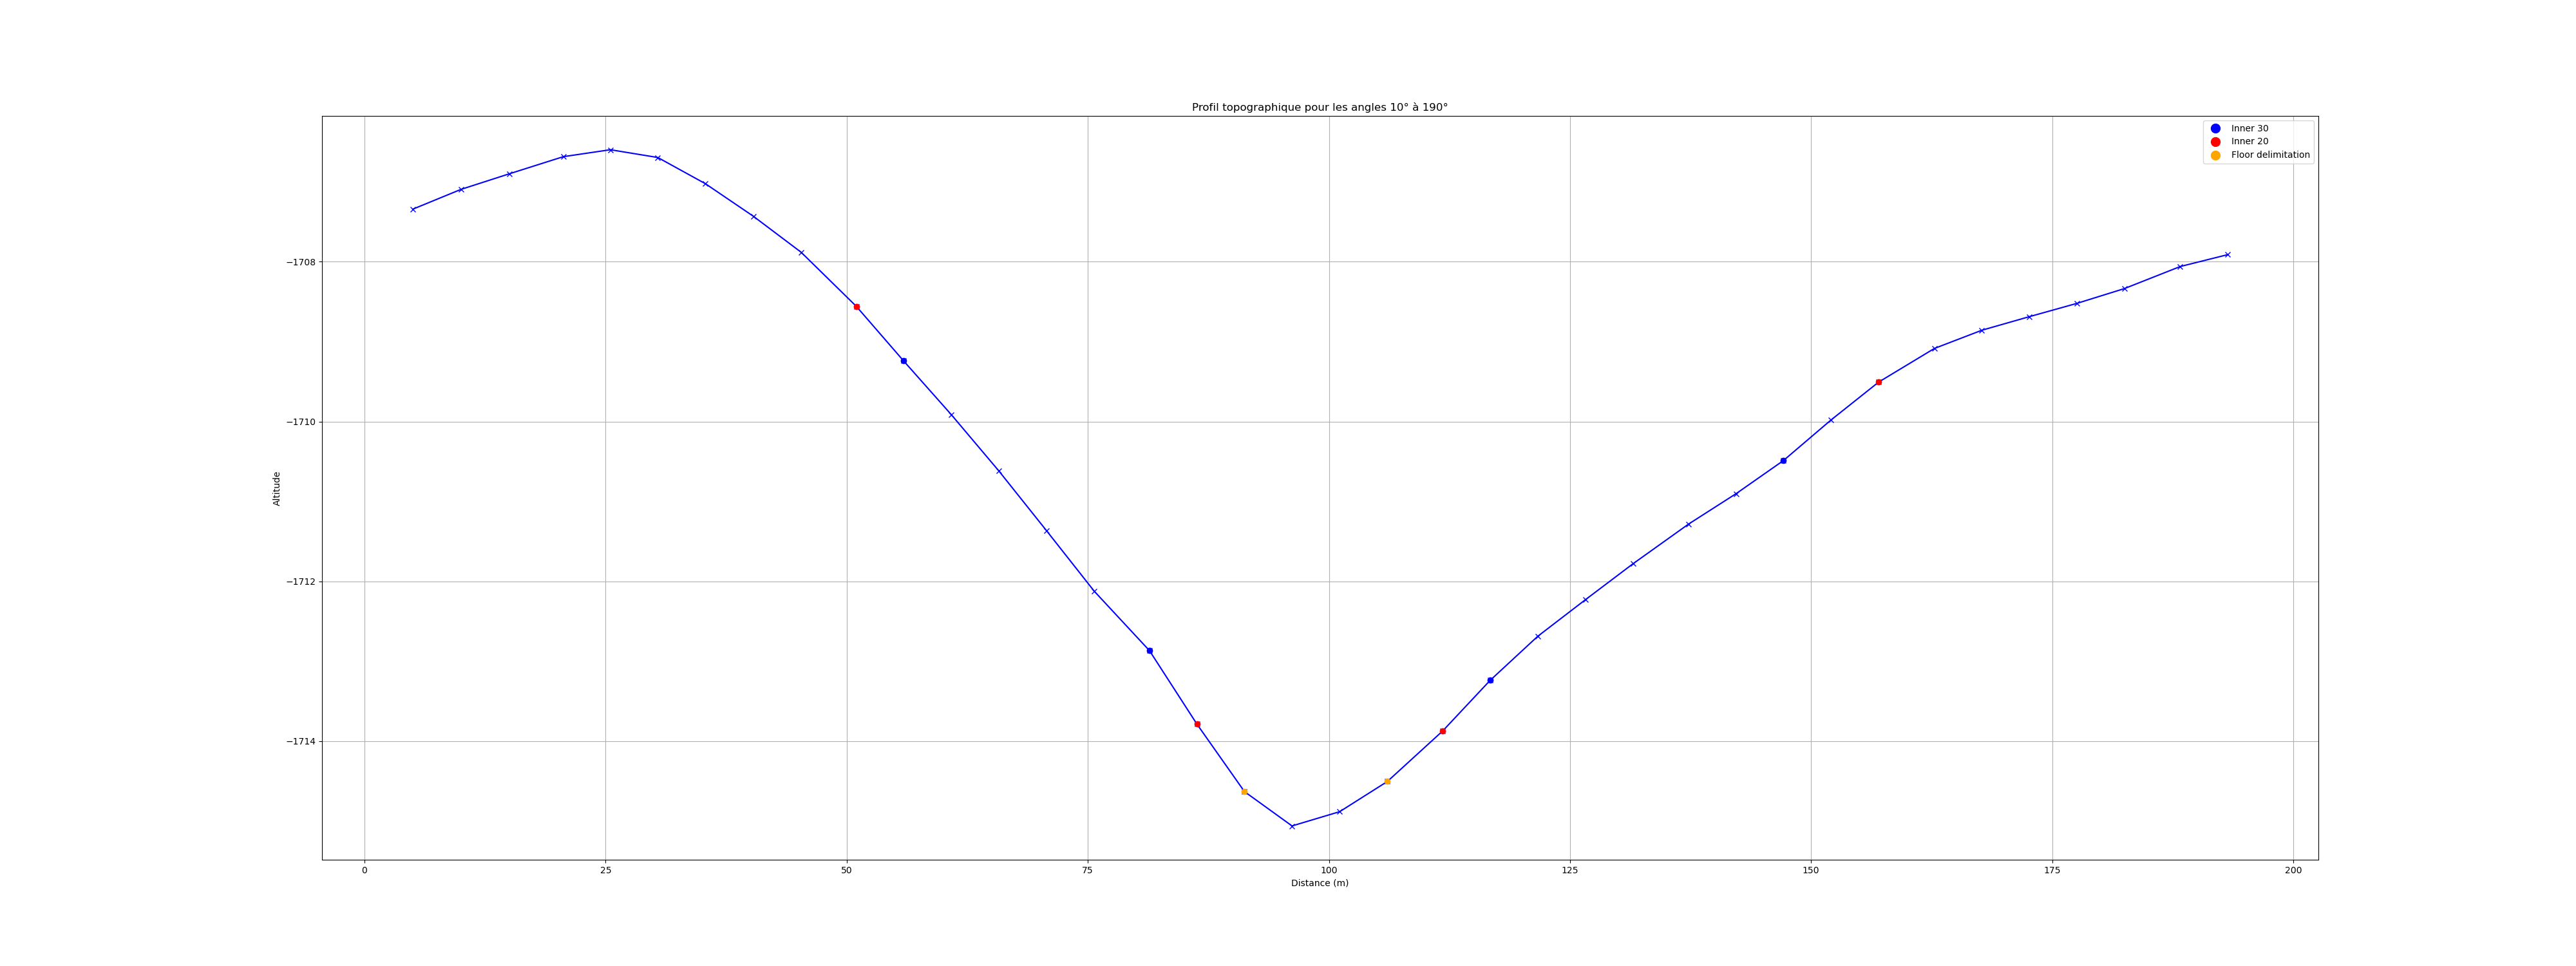 Profil topographique pour les angles 10° à 190°
Inner 30
Inner 20
Floor delimitation
−1708
−1710
−1712
−1714
Altitude
0 25 50 75 100 125 150 175 200
Distance (m)